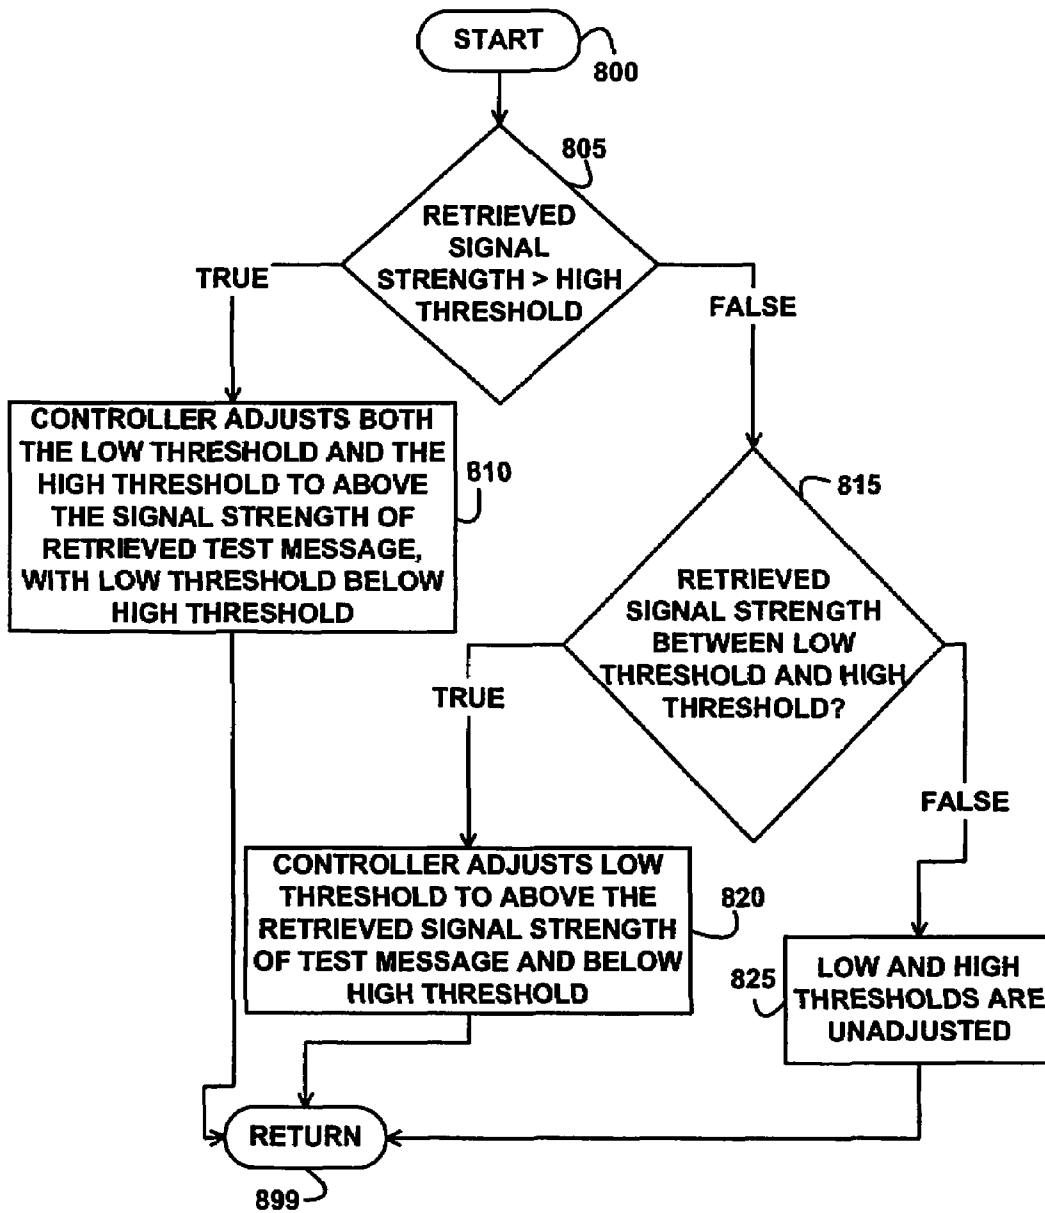 START
800
805
RETRIEVED
SIGNAL
STRENGTH > HIGH
THRESHOLD
TRUE
FALSE
CONTROLLER ADJUSTS BOTH
THE LOW THRESHOLD AND THE
HIGH THRESHOLD TO ABOVE
THE SIGNAL STRENGTH OF
RETRIEVED TEST MESSAGE,
WITH LOW THRESHOLD BELOW
HIGH THRESHOLD
810
815
RETRIEVED
SIGNAL STRENGTH
BETWEEN LOW
THRESHOLD AND HIGH
THRESHOLD?
TRUE
FALSE
CONTROLLER ADJUSTS LOW
THRESHOLD TO ABOVE THE
RETRIEVED SIGNAL STRENGTH
OF TEST MESSAGE AND BELOW
HIGH THRESHOLD
820
825
LOW AND HIGH
THRESHOLDS ARE
UNADJUSTED
RETURN
899